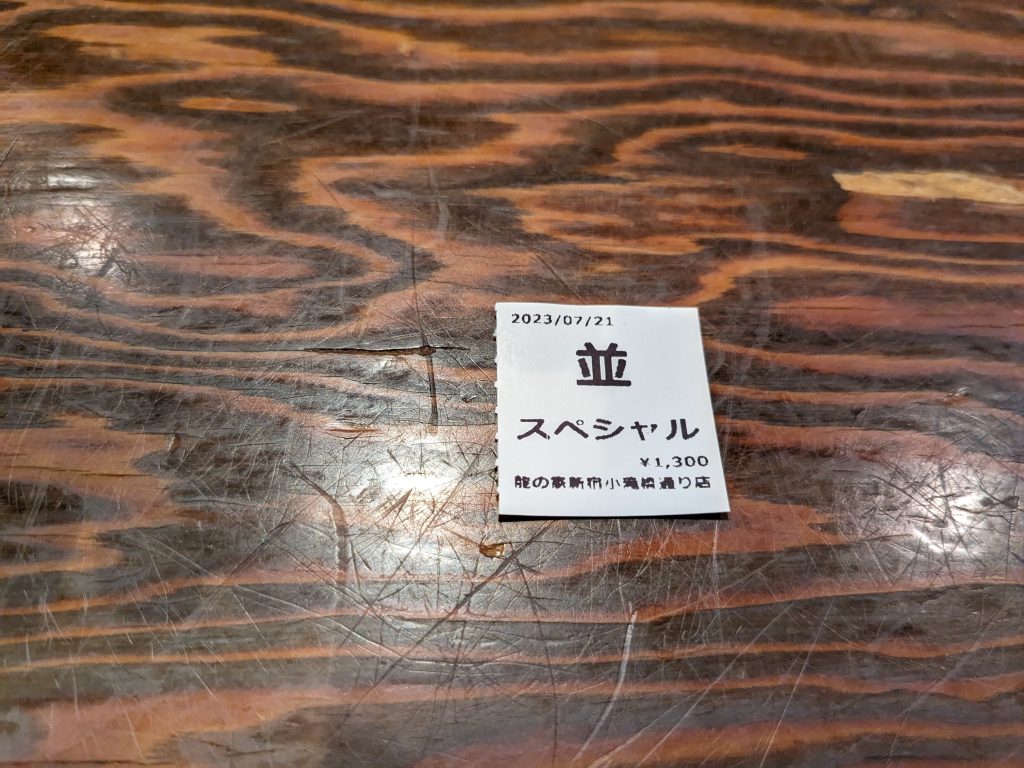 2023/07/21
並
スペシャル
¥1,300
龍の家新宿小滝橋通り店